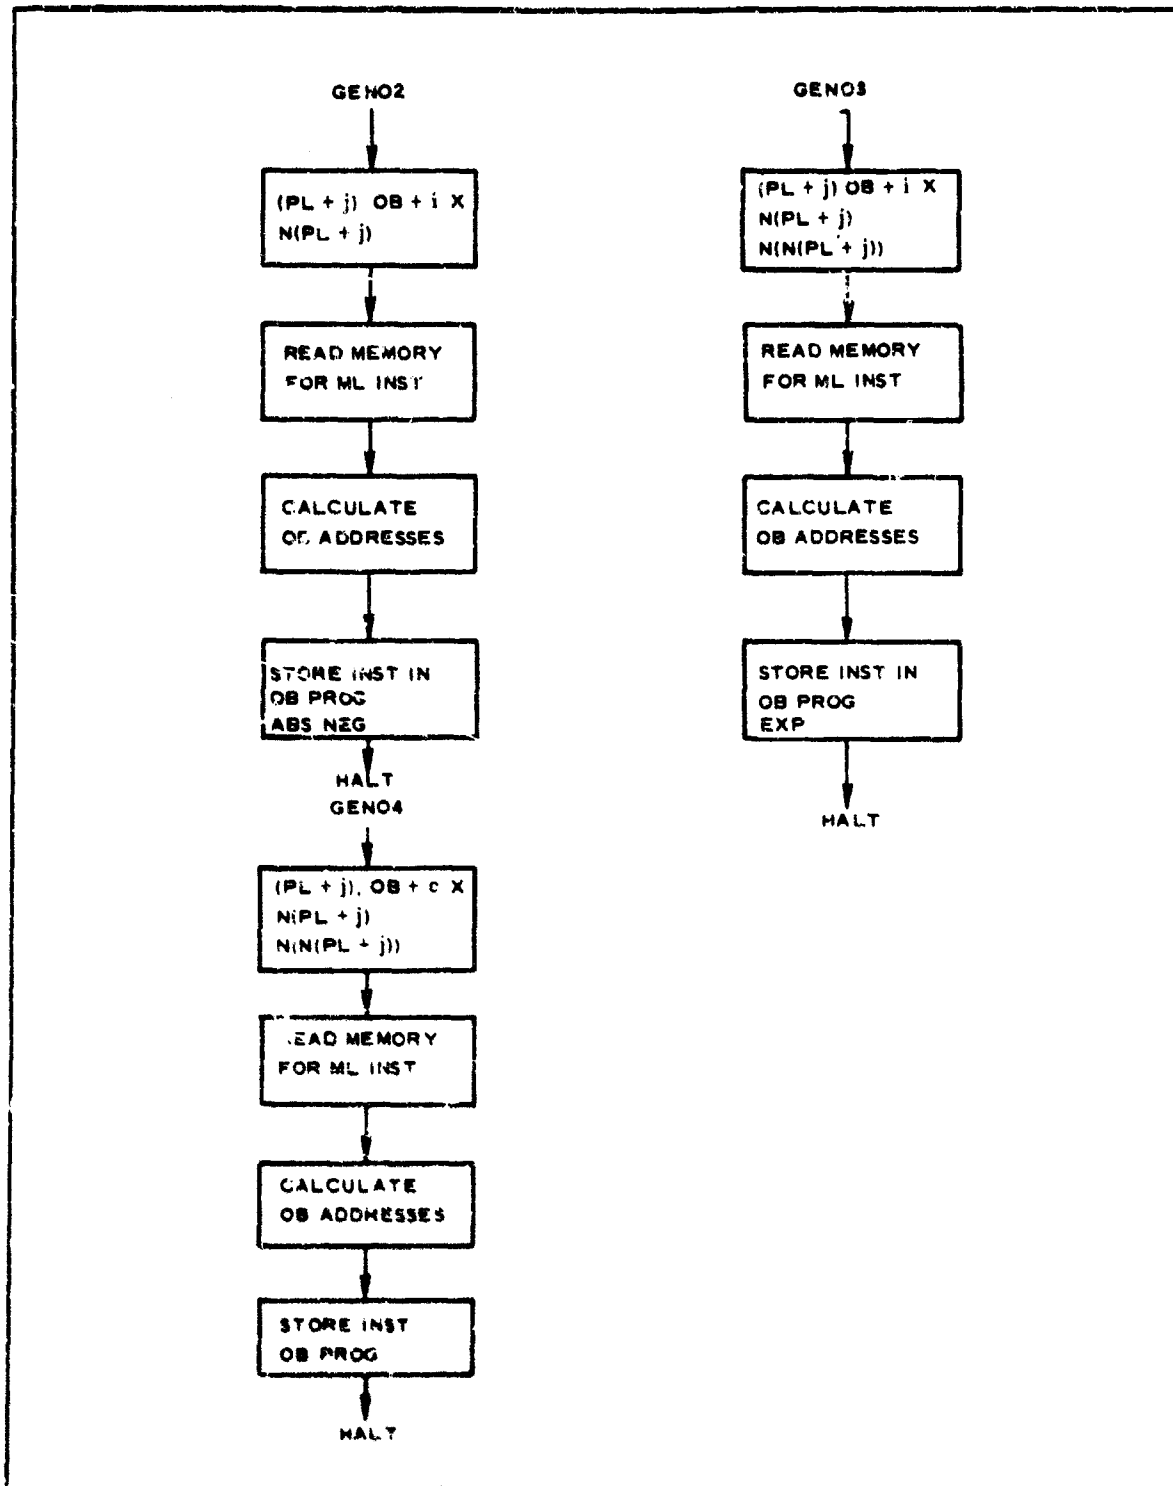 GENO2
(PL + j) OB + i X
N(PL + j)
READ MEMORY
FOR ML INST
CALCULATE
OB ADDRESSES
STORE INST IN
OB PROG
ABS NEG
HALT
GENO4
(PL + j), OB + c X
N(PL + j)
N(N(PL + j))
READ MEMORY
FOR ML INST
CALCULATE
OB ADDRESSES
STORE INST
OB PROG
HALT
GENO3
(PL + j) OB + i X
N(PL + j)
N(N(PL + j))
READ MEMORY
FOR ML INST
CALCULATE
OB ADDRESSES
STORE INST IN
OB PROG
EXP
HALT